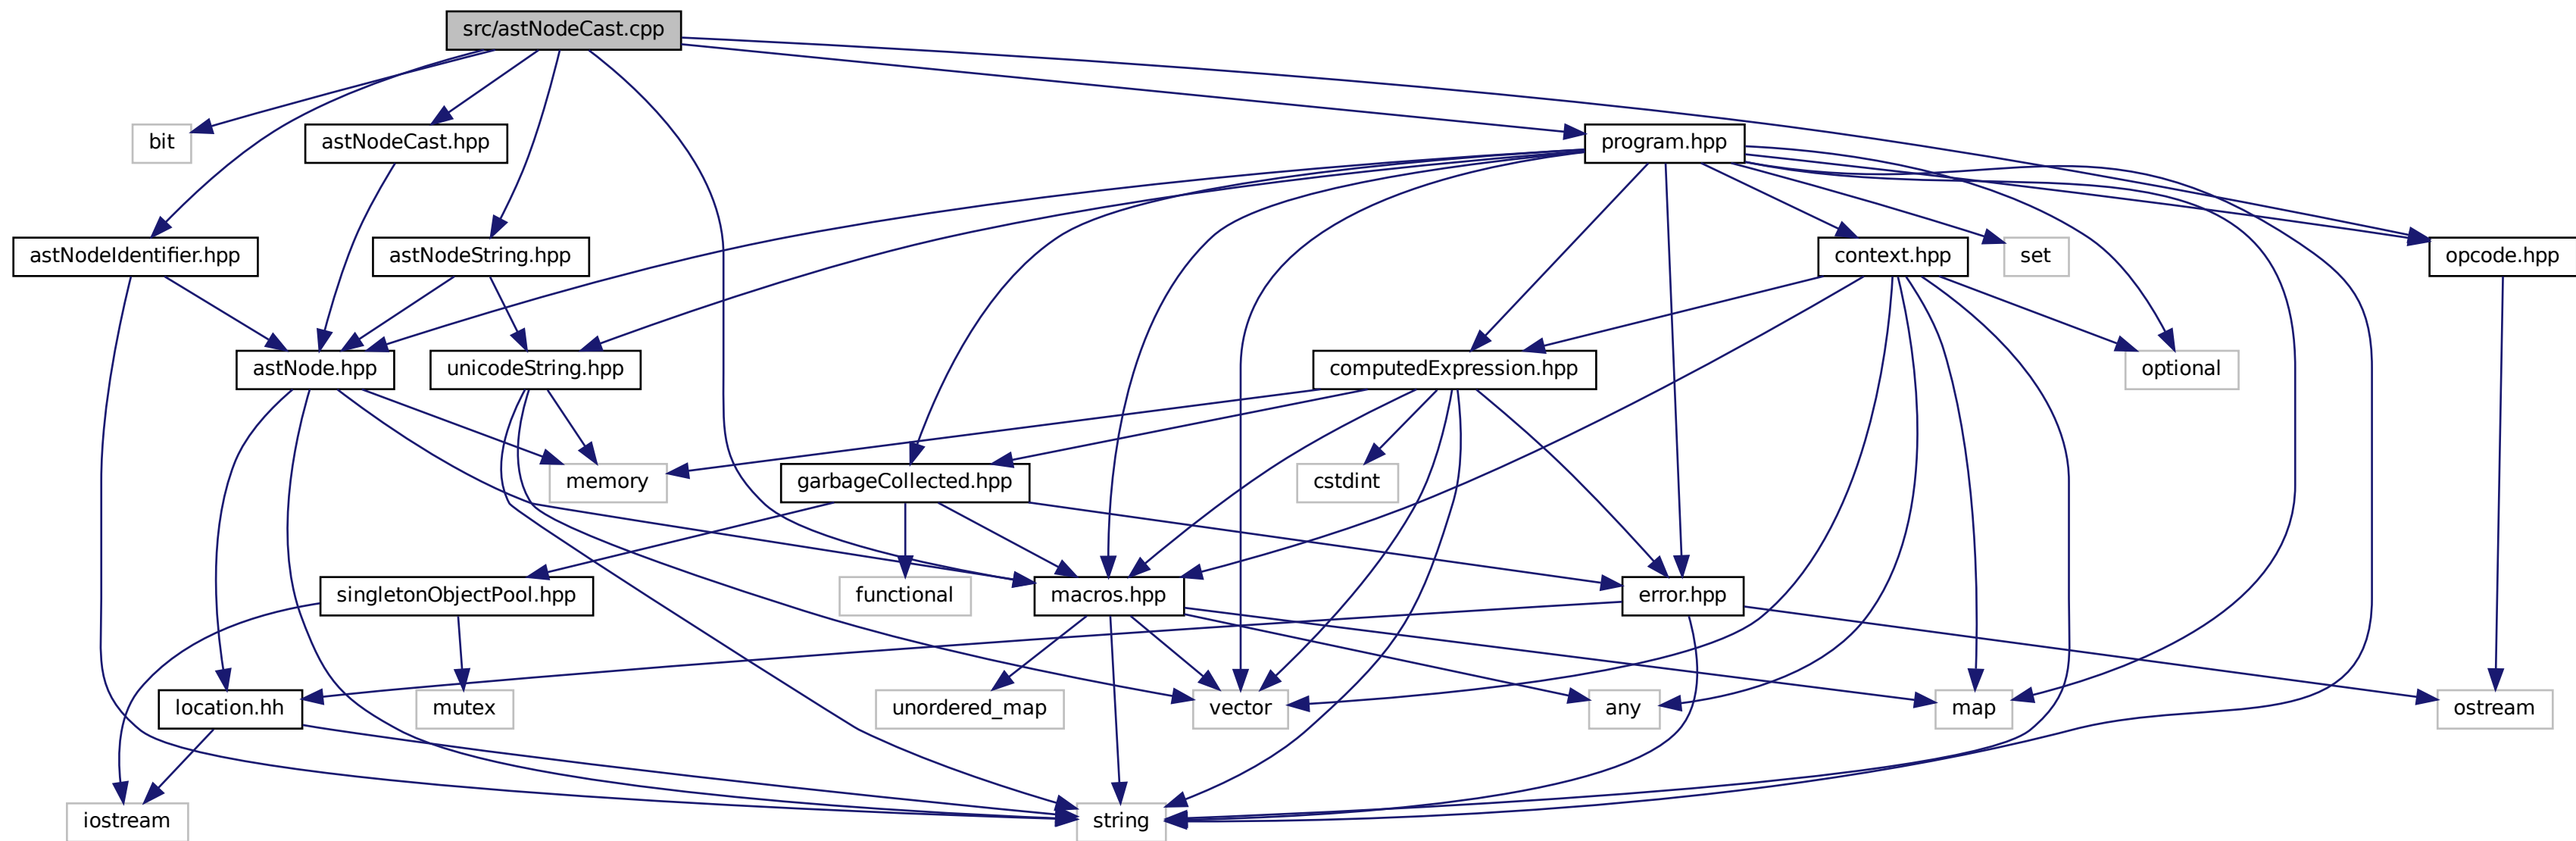 src/astNodeCast.cpp
bit
astNodeCast.hpp
program.hpp
astNodeIdentifier.hpp
astNodeString.hpp
context.hpp
set
opcode.hpp
astNode.hpp
unicodeString.hpp
computedExpression.hpp
optional
memory
garbageCollected.hpp
cstdint
singletonObjectPool.hpp
functional
macros.hpp
error.hpp
location.hh
mutex
unordered_map
vector
any
map
ostream
iostream
string